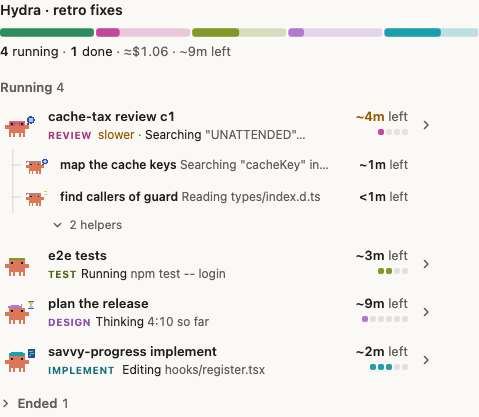 Hydra · retro fixes
4 running · 1 done · ≈$1.06 · ~9m left
Running 4
cache-tax review c1
~4m left
REVIEW slower · Searching "UNATTENDED"...
map the cache keys Searching "cacheKey" in...
~1m left
find callers of guard Reading types/index.d.ts
<1m left
2 helpers
e2e tests
~3m left
TEST Running npm test -- login
plan the release
~9m left
DESIGN Thinking 4:10 so far
savvy-progress implement
~2m left
IMPLEMENT Editing hooks/register.tsx
Ended 1